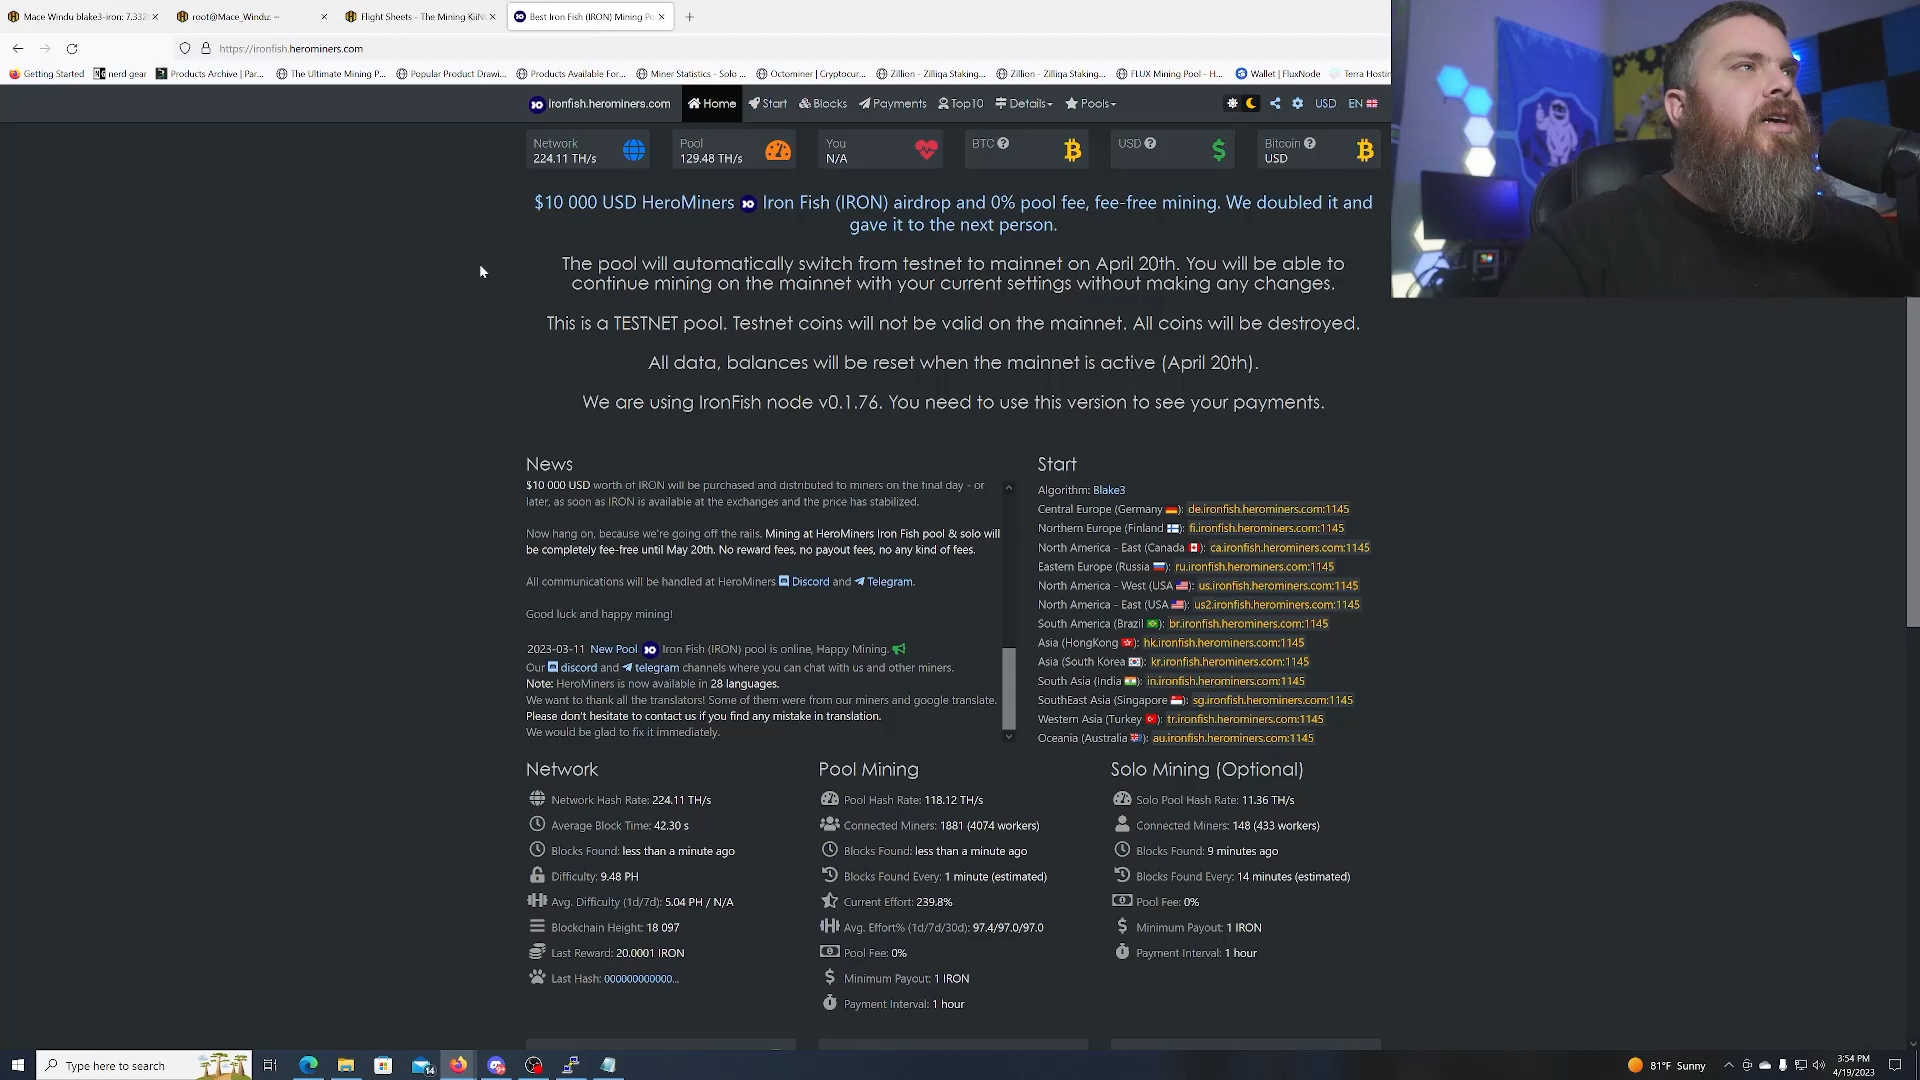 Mace Windu blake3-iron: 7.332
root@Mace_Windu: ~
Flight Sheets - The Mining KiiNG
Best Iron Fish (IRON) Mining Po
https://ironfish.herominers.com
Getting Started
nerd gear
Products Archive | Par...
The Ultimate Mining P...
Popular Product Drawi...
Products Available For...
Miner Statistics - Solo ...
Octominer | Cryptocur...
Zillion - Zilliqa Staking...
Zillion - Zilliqa Staking...
FLUX Mining Pool - H...
Wallet | FluxNode
Terra Hostin
ironfish.herominers.com
Home
Start
Blocks
Payments
Top10
Details
Pools
USD
EN
Network
224.11 TH/s
Pool
129.48 TH/s
You
N/A
BTC
USD
Bitcoin
USD
$10 000 USD HeroMiners Iron Fish (IRON) airdrop and 0% pool fee, fee-free mining. We doubled it and
gave it to the next person.
The pool will automatically switch from testnet to mainnet on April 20th. You will be able to
continue mining on the mainnet with your current settings without making any changes.
This is a TESTNET pool. Testnet coins will not be valid on the mainnet. All coins will be destroyed.
All data, balances will be reset when the mainnet is active (April 20th).
We are using IronFish node v0.1.76. You need to use this version to see your payments.
News
$10 000 USD worth of IRON will be purchased and distributed to miners on the final day - or
later, as soon as IRON is available at the exchanges and the price has stabilized.
Now hang on, because we're going off the rails. Mining at HeroMiners Iron Fish pool & solo will
be completely fee-free until May 20th. No reward fees, no payout fees, no any kind of fees.
All communications will be handled at HeroMiners Discord and Telegram.
Good luck and happy mining!
2023-03-11 New Pool Iron Fish (IRON) pool is online, Happy Mining.
Our discord and telegram channels where you can chat with us and other miners.
Note: HeroMiners is now available in 28 languages.
We want to thank all the translators! Some of them were from our miners and google translate.
Please don't hesitate to contact us if you find any mistake in translation.
We would be glad to fix it immediately.
Start
Algorithm: Blake3
Central Europe (Germany ): de.ironfish.herominers.com:1145
Northern Europe (Finland ): fi.ironfish.herominers.com:1145
North America - East (Canada ): ca.ironfish.herominers.com:1145
Eastern Europe (Russia ): ru.ironfish.herominers.com:1145
North America - West (USA ): us.ironfish.herominers.com:1145
North America - East (USA ): us2.ironfish.herominers.com:1145
South America (Brazil ): br.ironfish.herominers.com:1145
Asia (HongKong ): hk.ironfish.herominers.com:1145
Asia (South Korea ): kr.ironfish.herominers.com:1145
South Asia (India ): in.ironfish.herominers.com:1145
SouthEast Asia (Singapore ): sg.ironfish.herominers.com:1145
Western Asia (Turkey ): tr.ironfish.herominers.com:1145
Oceania (Australia ): au.ironfish.herominers.com:1145
Network
Network Hash Rate: 224.11 TH/s
Average Block Time: 42.30 s
Blocks Found: less than a minute ago
Difficulty: 9.48 PH
Avg. Difficulty (1d/7d): 5.04 PH / N/A
Blockchain Height: 18 097
Last Reward: 20.0001 IRON
Last Hash: 000000000000...
Pool Mining
Pool Hash Rate: 118.12 TH/s
Connected Miners: 1881 (4074 workers)
Blocks Found: less than a minute ago
Blocks Found Every: 1 minute (estimated)
Current Effort: 239.8%
Avg. Effort% (1d/7d/30d): 97.4/97.0/97.0
Pool Fee: 0%
Minimum Payout: 1 IRON
Payment Interval: 1 hour
Solo Mining (Optional)
Solo Pool Hash Rate: 11.36 TH/s
Connected Miners: 148 (433 workers)
Blocks Found: 9 minutes ago
Blocks Found Every: 14 minutes (estimated)
Pool Fee: 0%
Minimum Payout: 1 IRON
Payment Interval: 1 hour
Type here to search
14
81°F Sunny
3:54 PM
4/19/2023